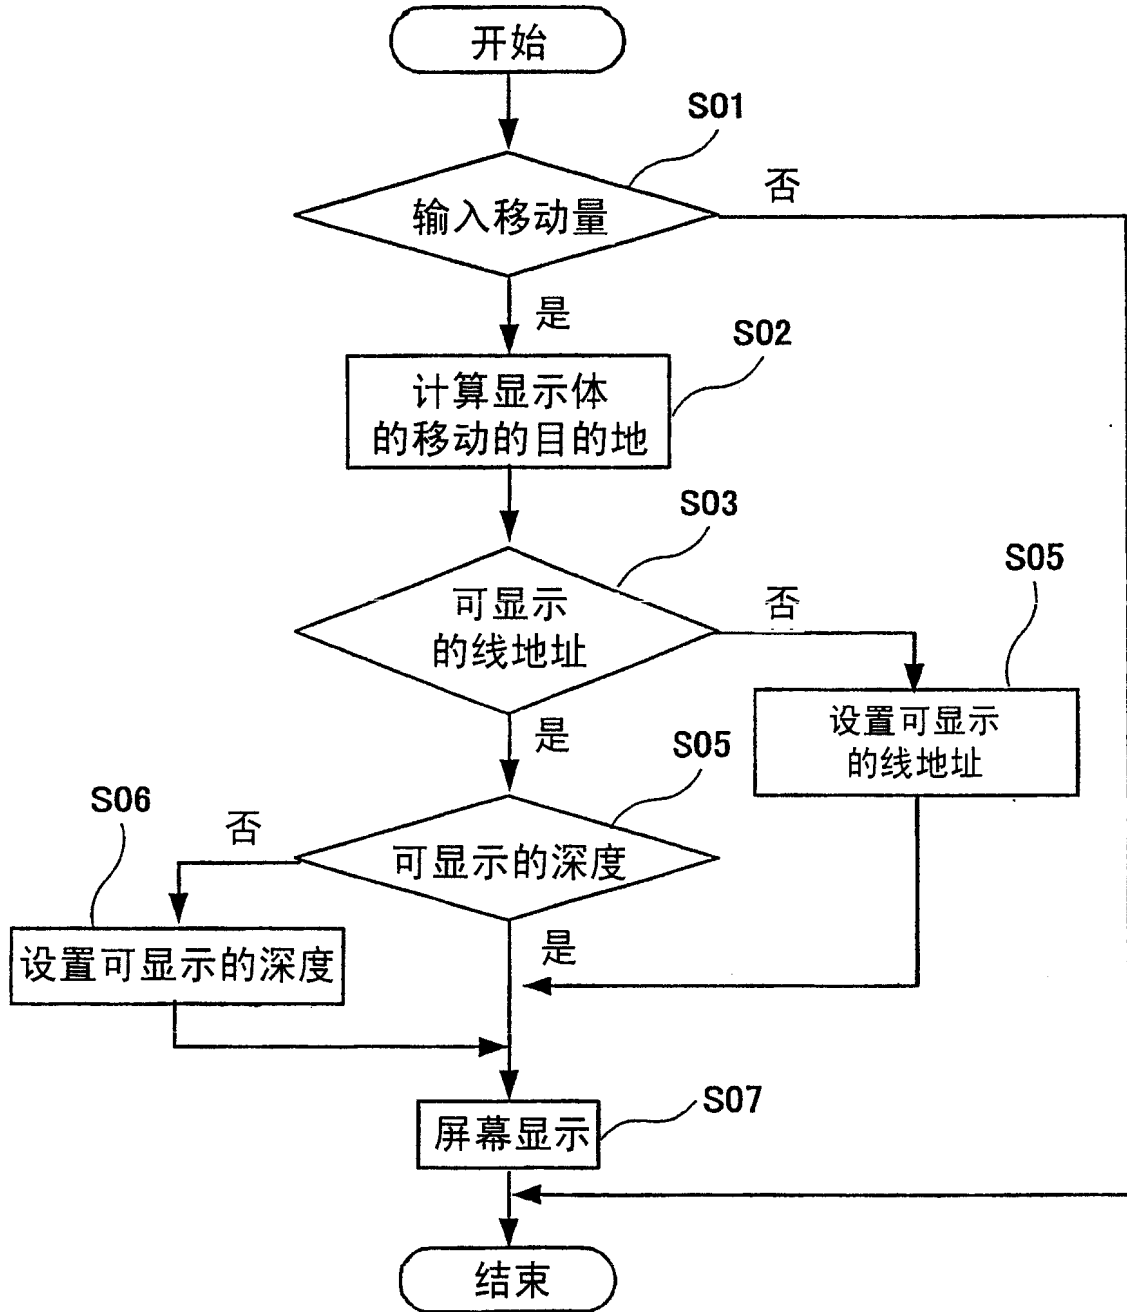 开始
S01
输入移动量
否
是
S02
计算显示体
的移动的目的地
S03
可显示
的线地址
否
S05
设置可显示
的线地址
是
S05
可显示的深度
否
S06
设置可显示的深度
是
屏幕显示
S07
结束